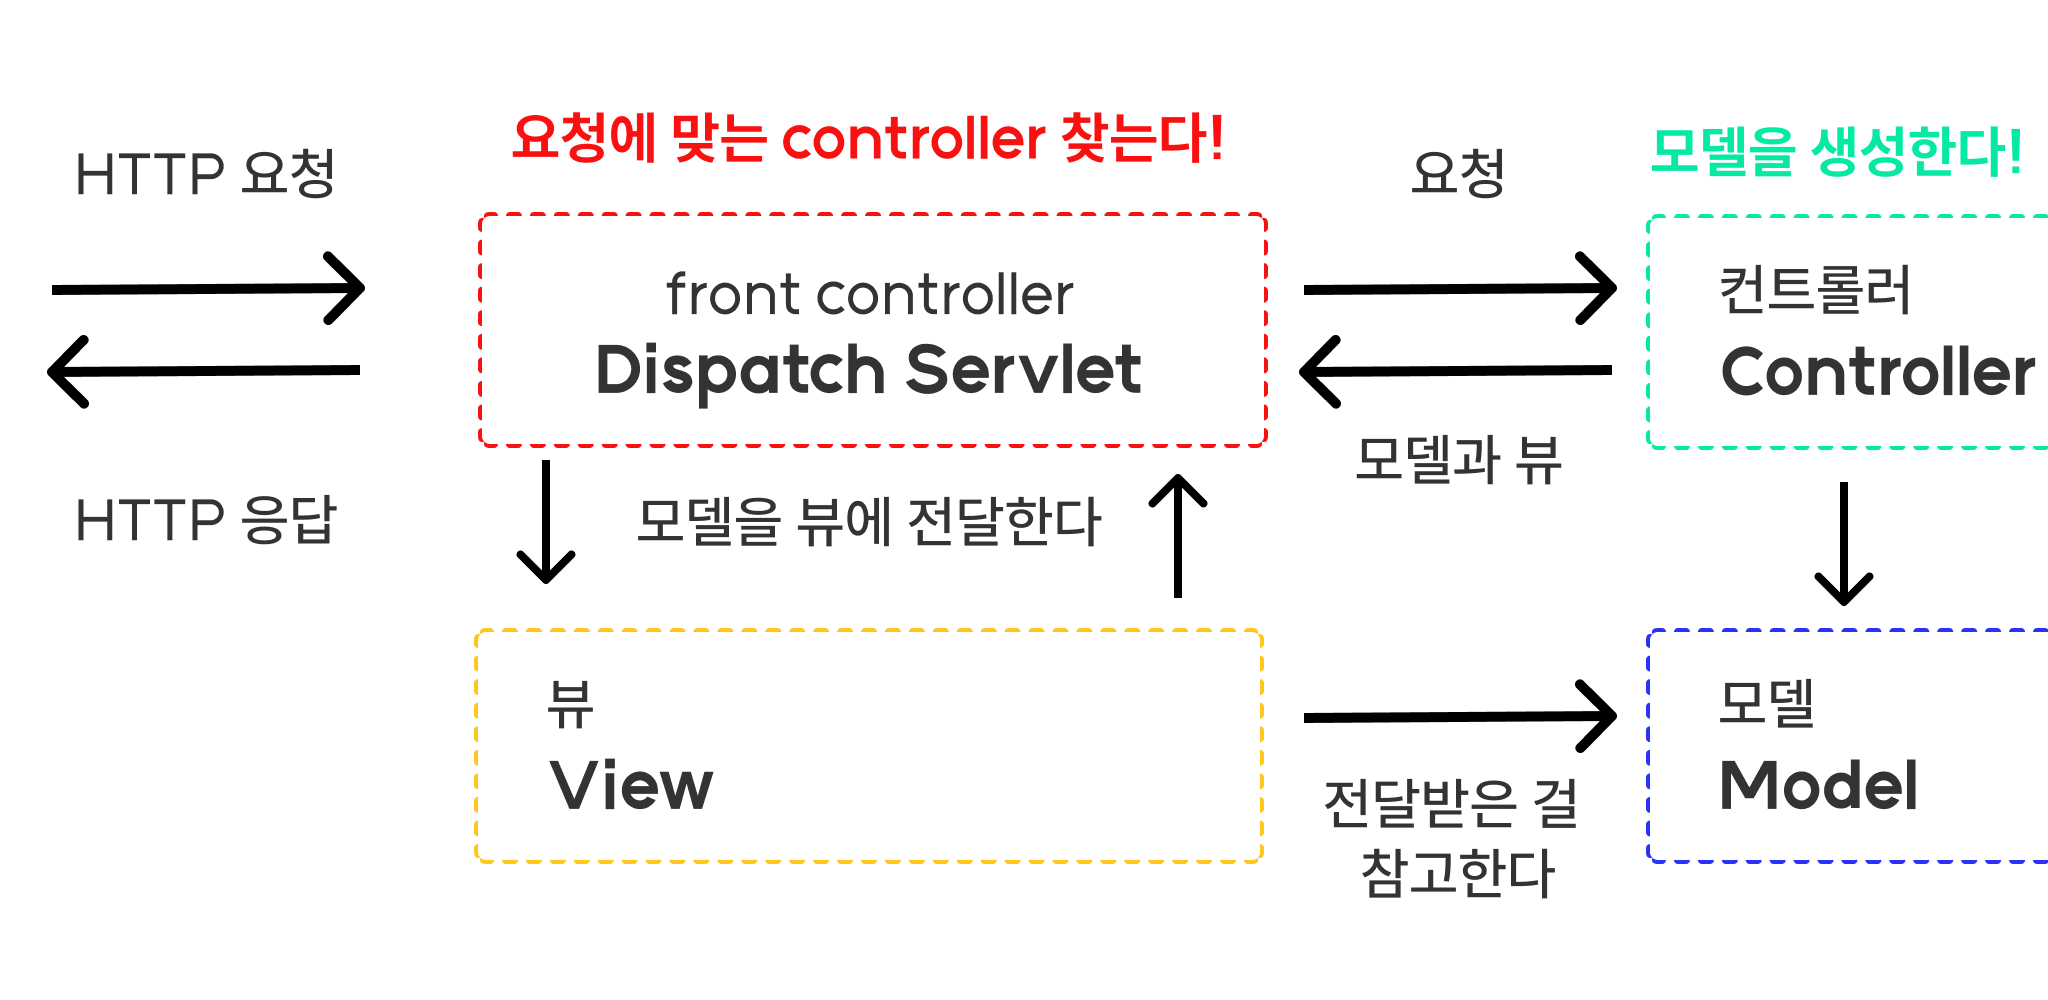 요청에 맞는 controller 찾는다!
모델을 생성한다!
HTTP 요청
요청
front controller
Dispatch Servlet
컨트롤러
Controller
모델과 뷰
HTTP 응답
모델을 뷰에 전달한다
뷰
View
모델
Model
전달받은 걸
참고한다